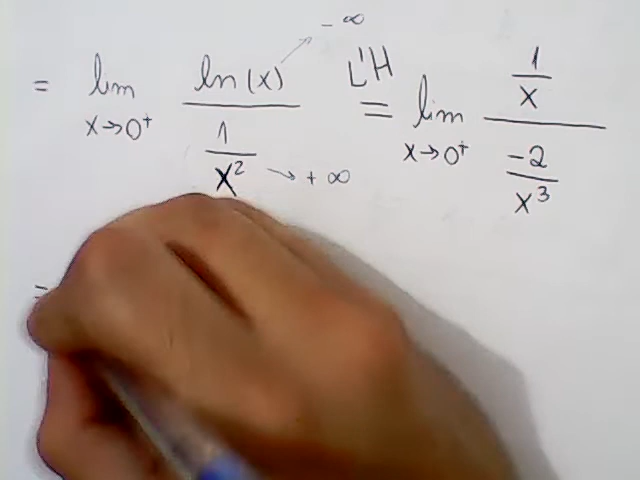 → -∞
= lim x→0⁺ ln(x) / (1/x²) → +∞ L'H = lim x→0⁺ (1/x) / (-2/x³)
=